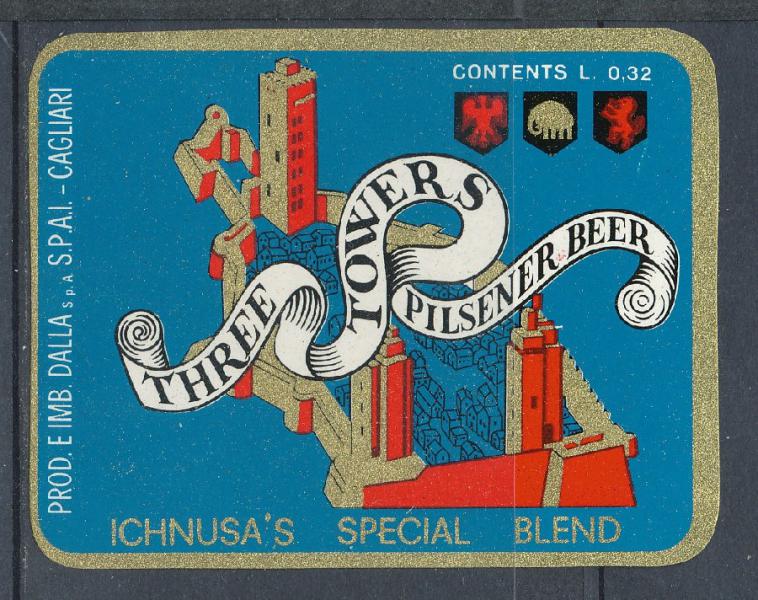 CONTENTS L. 0,32
THREE TOWERS
PILSENER BEER
ICHNUSA'S SPECIAL BLEND
PROD. E IMB. DALLA s.p.A. S.P.A.I. - CAGLIARI